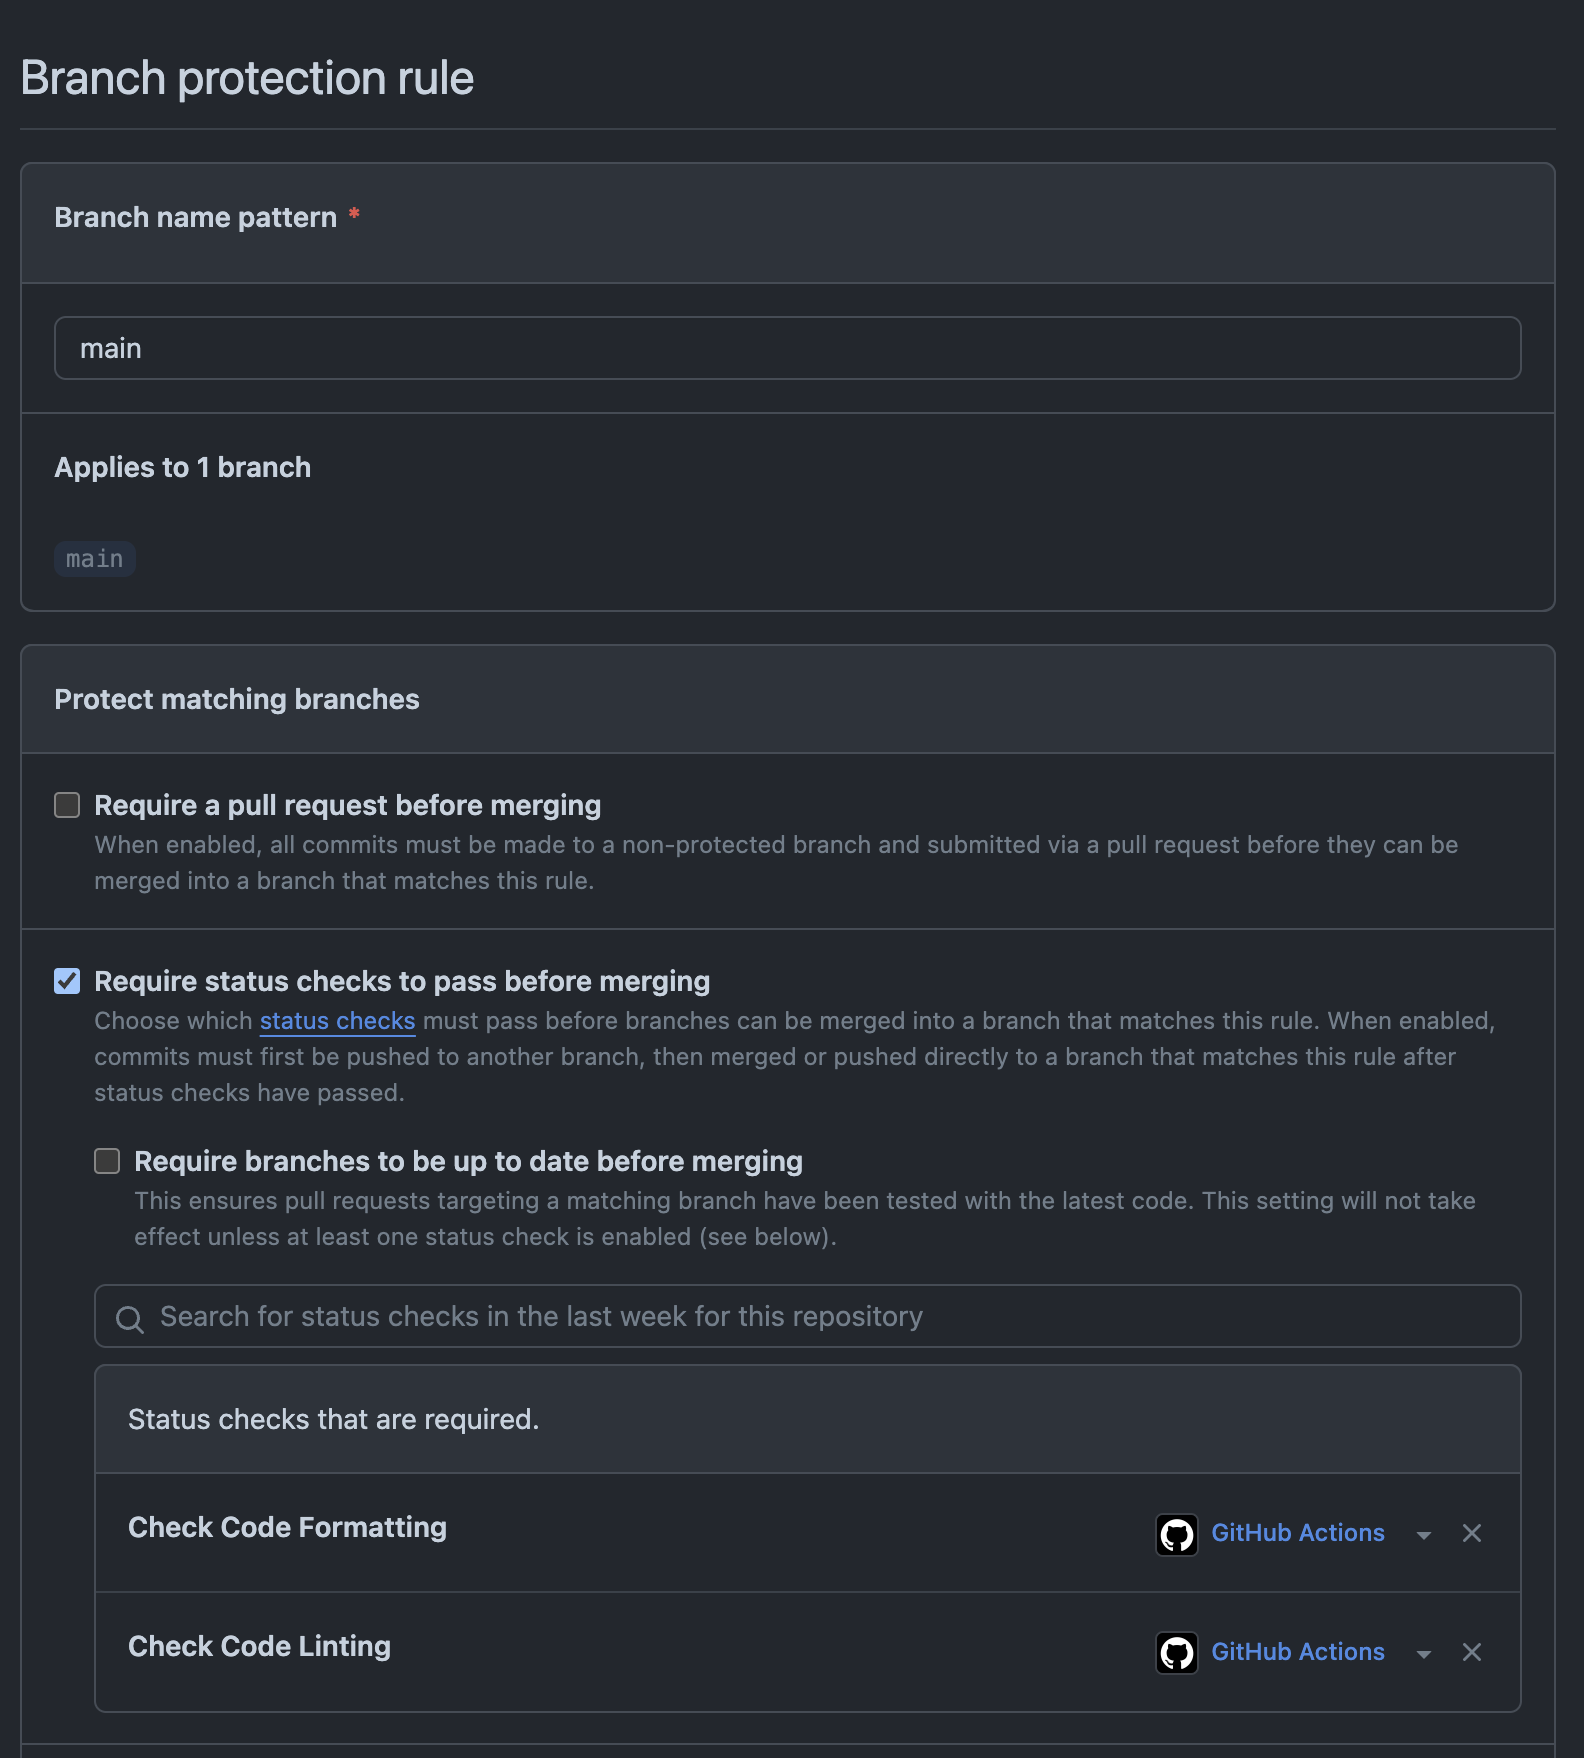 Branch protection rule
Branch name pattern *
main
Applies to 1 branch
main
Protect matching branches
Require a pull request before merging
When enabled, all commits must be made to a non-protected branch and submitted via a pull request before they can be
merged into a branch that matches this rule.
Require status checks to pass before merging
Choose which status checks must pass before branches can be merged into a branch that matches this rule. When enabled,
commits must first be pushed to another branch, then merged or pushed directly to a branch that matches this rule after
status checks have passed.
Require branches to be up to date before merging
This ensures pull requests targeting a matching branch have been tested with the latest code. This setting will not take
effect unless at least one status check is enabled (see below).
Search for status checks in the last week for this repository
Status checks that are required.
Check Code Formatting GitHub Actions
Check Code Linting GitHub Actions